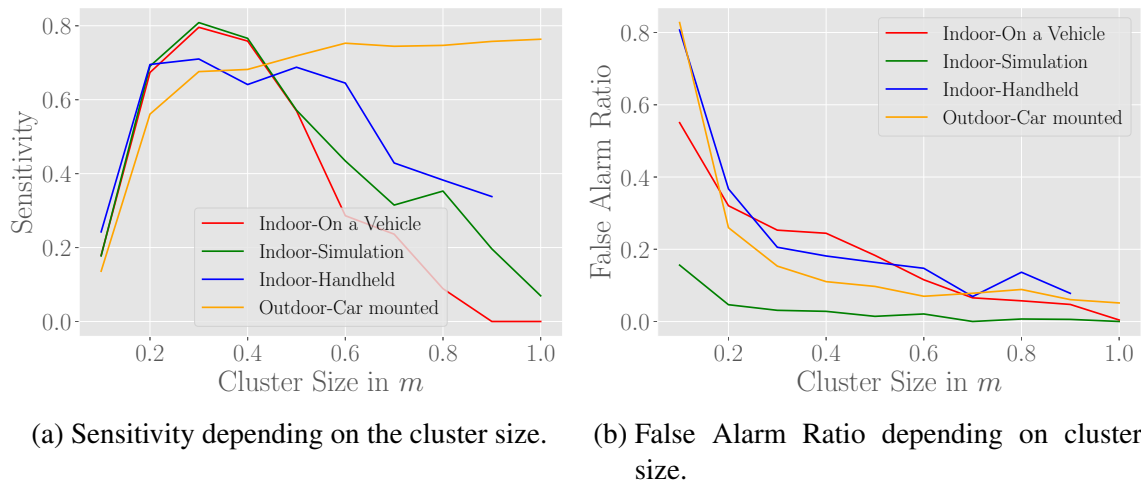 Sensitivity
0.8
0.6
0.4
0.2
0.0
Indoor-On a Vehicle
Indoor-Simulation
Indoor-Handheld
Outdoor-Car mounted
0.2 0.4 0.6 0.8 1.0
Cluster Size in m
(a) Sensitivity depending on the cluster size.
False Alarm Ratio
0.8
0.6
0.4
0.2
0.0
Indoor-On a Vehicle
Indoor-Simulation
Indoor-Handheld
Outdoor-Car mounted
0.2 0.4 0.6 0.8 1.0
Cluster Size in m
(b) False Alarm Ratio depending on cluster
size.